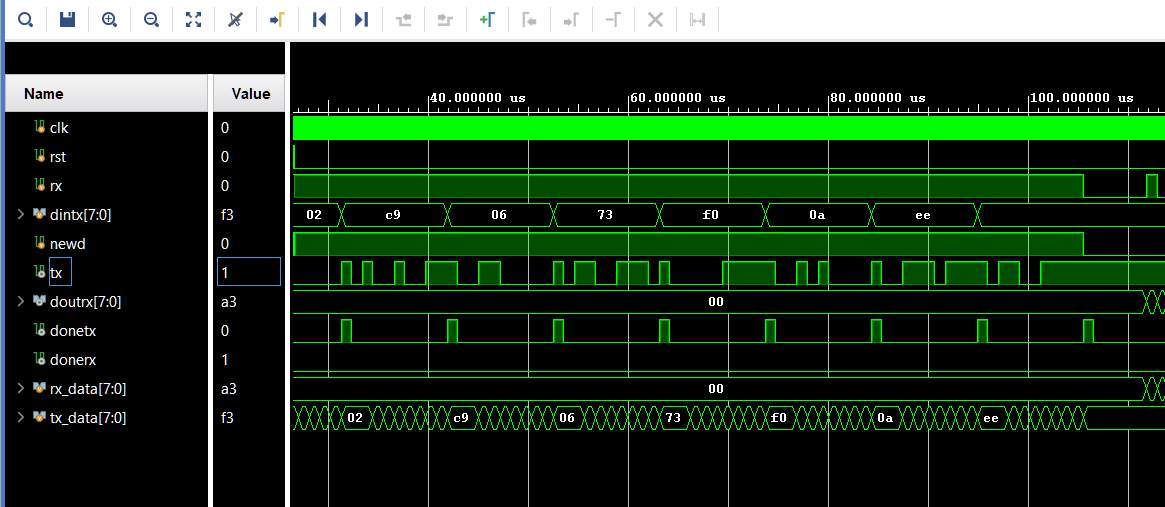 Name Value
40.000000 us 60.000000 us 80.000000 us 100.000000 us
clk 0
rst 0
rx 0
dintx[7:0] f3 02 c9 06 73 f0 0a ee
newd 0
tx 1
doutrx[7:0] a3 00
donetx 0
donerx 1
rx_data[7:0] a3 00
tx_data[7:0] f3 02 c9 06 73 f0 0a ee